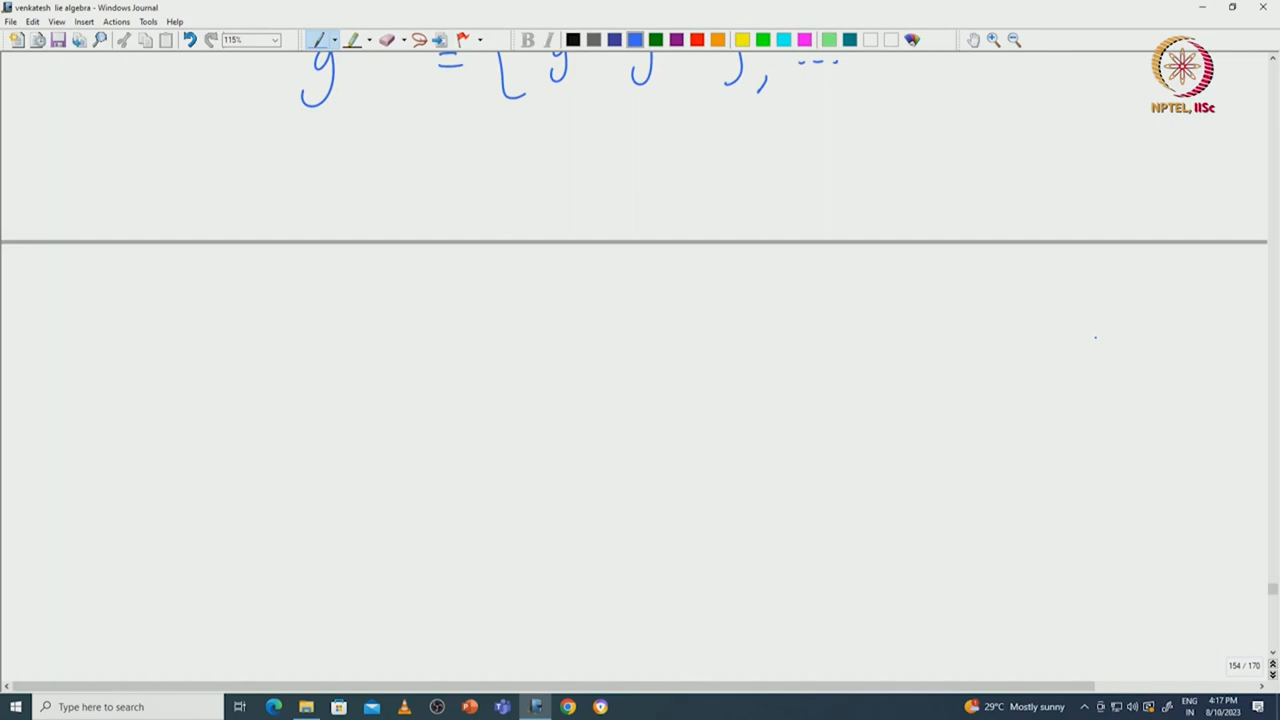 venkatesh lie algebra - Windows Journal
File Edit View Insert Actions Tools Help
115%
B I
g = [ g g ], ...
NPTEL, IISc
154 / 170
Type here to search
29°C Mostly sunny
ENG
IN
4:17 PM
8/10/2023